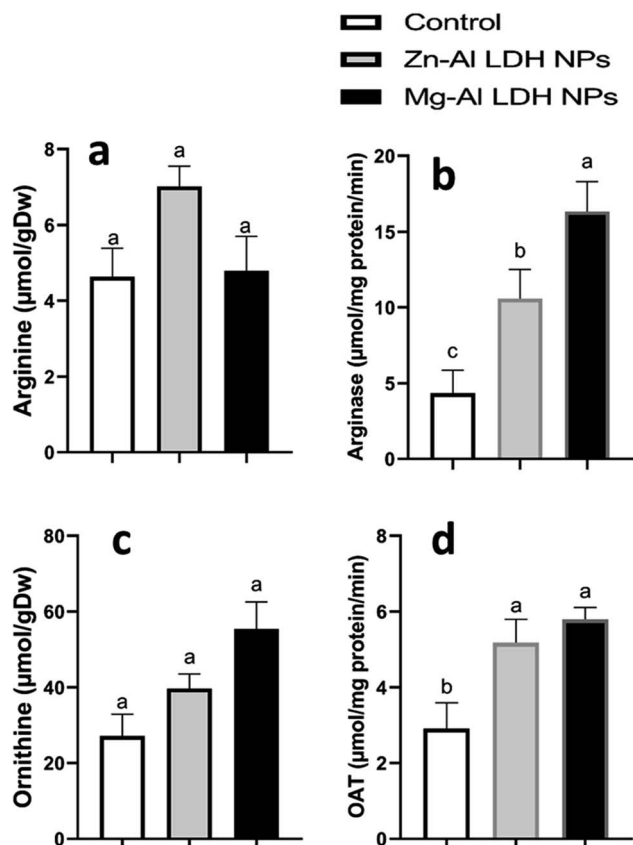 Control
Zn-Al LDH NPs
Mg-Al LDH NPs
a
Arginine (µmol/gDw)
8
6
4
2
0
a
a
a
b
Arginase (µmol/mg protein/min)
20
15
10
5
0
c
b
a
c
Ornithine (µmol/gDw)
80
60
40
20
0
a
a
a
d
OAT (µmol/mg protein/min)
8
6
4
2
0
b
a
a